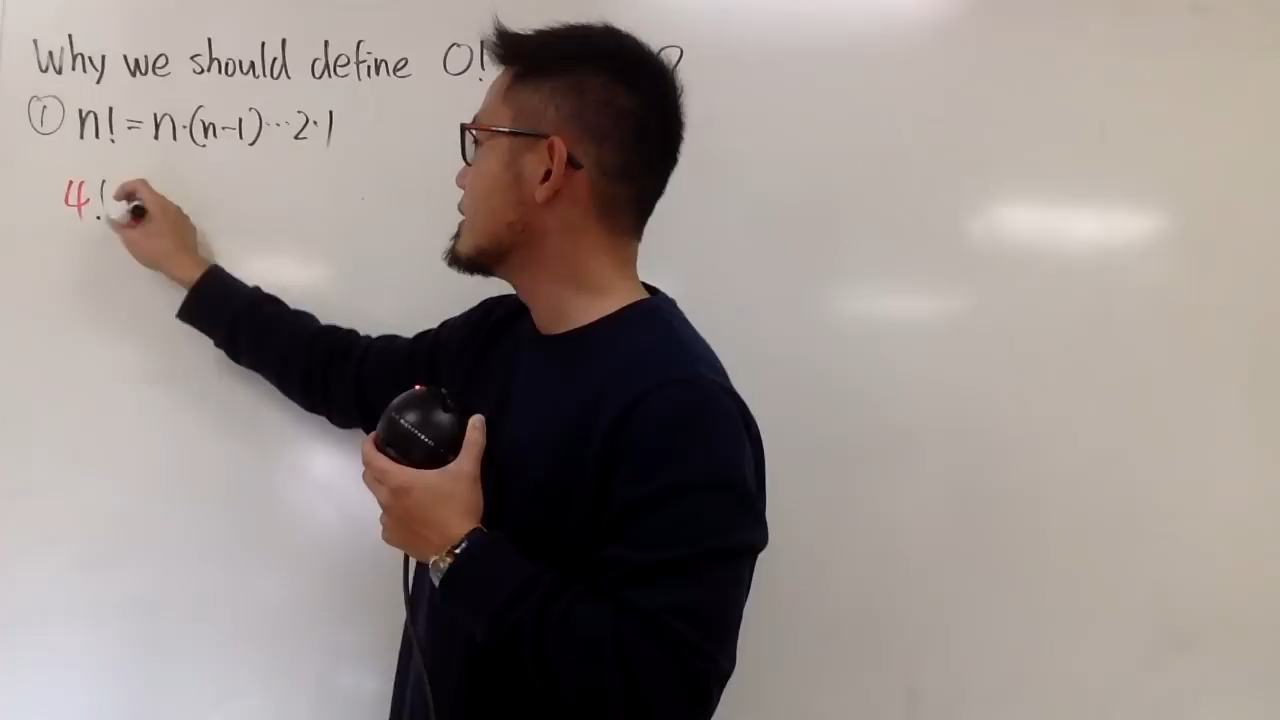 Why we should define 0! ?
① n! = n·(n-1)···2·1
4!